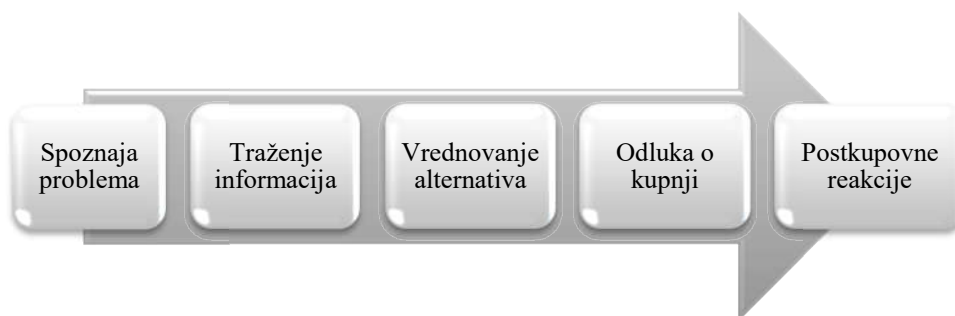 Spoznaja
problema
Traženje
informacija
Vrednovanje
alternativa
Odluka o
kupnji
Postkupovne
reakcije